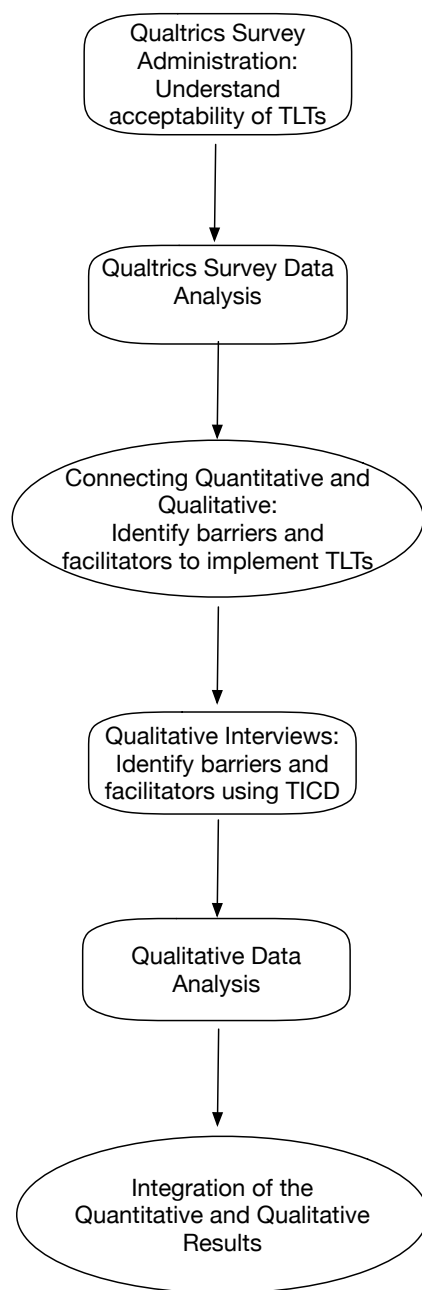 Qualtrics Survey
Administration:
Understand
acceptability of TLTs
Qualtrics Survey Data
Analysis
Connecting Quantitative and
Qualitative:
Identify barriers and
facilitators to implement TLTs
Qualitative Interviews:
Identify barriers and
facilitators using TICD
Qualitative Data
Analysis
Integration of the
Quantitative and Qualitative
Results